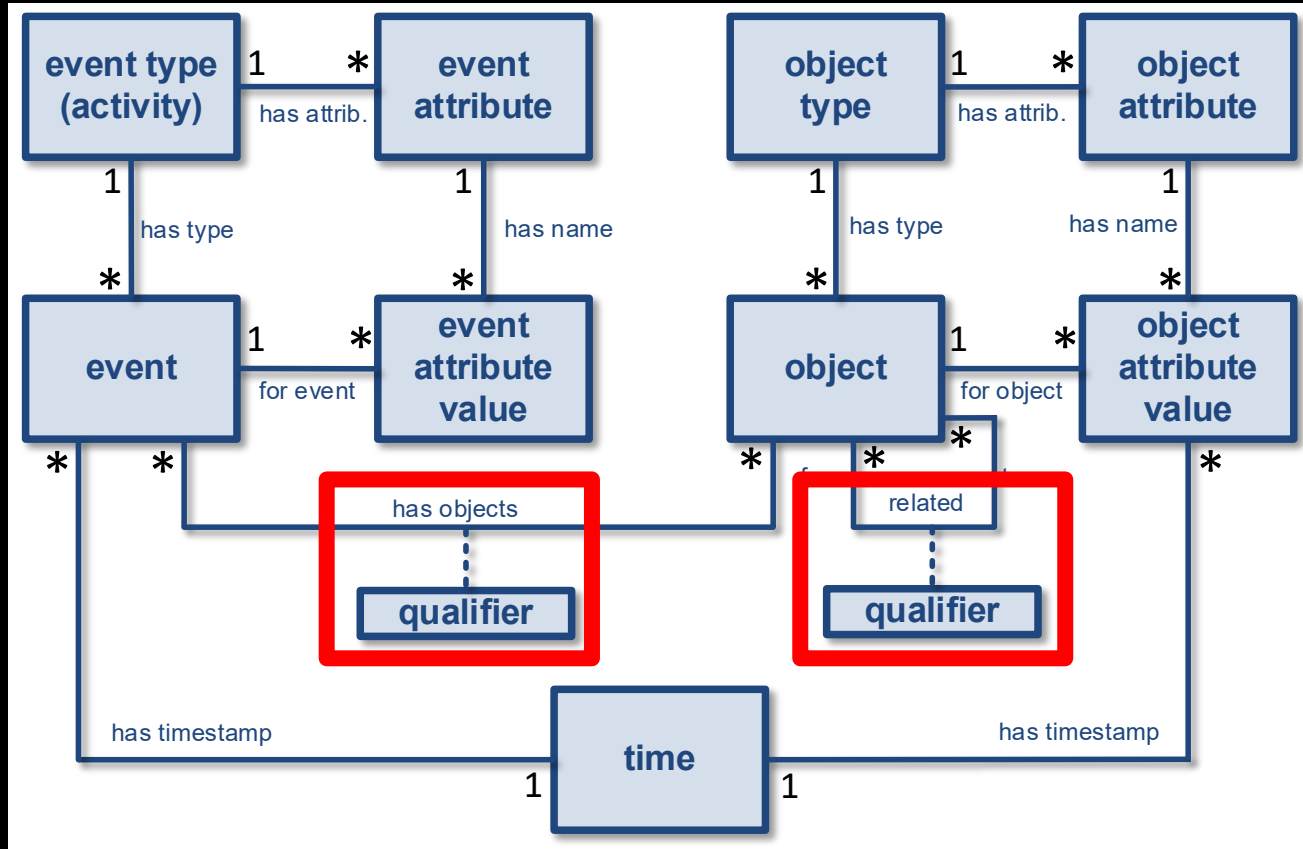 event type
(activity)
1
*
has attrib.
event
attribute
object
type
1
*
has attrib.
object
attribute
1
has type
*
1
has name
*
1
has type
*
1
has name
*
event
1
*
for event
event
attribute
value
object
1
*
for object
object
attribute
value
*
*
*
*
*
*
has objects
related
qualifier
qualifier
has timestamp
1
time
has timestamp
1